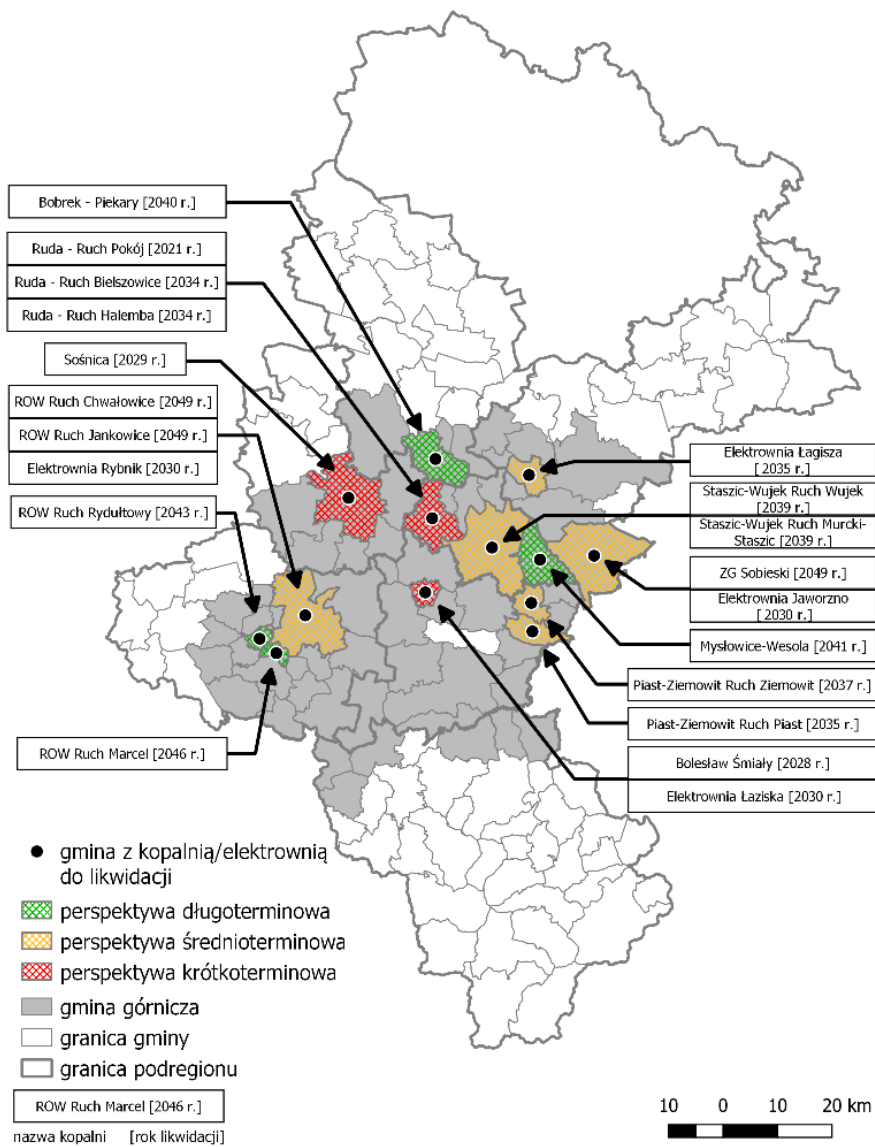 Bobrek - Piekary [2040 r.]
Ruda - Ruch Pokój [2021 r.]
Ruda - Ruch Bielszowice [2034 r.]
Ruda - Ruch Halemba [2034 r.]
Sośnica [2029 r.]
ROW Ruch Chwałowice [2049 r.]
ROW Ruch Jankowice [2049 r.]
Elektrownia Rybnik [2030 r.]
ROW Ruch Rydułtowy [2043 r.]
ROW Ruch Marcel [2046 r.]
Elektrownia Łagisza
[2035 r.]
Staszic-Wujek Ruch Wujek
[2039 r.]
Staszic-Wujek Ruch Murcki-
Staszic [2039 r.]
ZG Sobieski [2049 r.]
Elektrownia Jaworzno
[2030 r.]
Mysłowice-Wesola [2041 r.]
Piast-Ziemowit Ruch Ziemowit [2037 r.]
Piast-Ziemowit Ruch Piast [2035 r.]
Bolesław Śmiały [2028 r.]
Elektrownia Łaziska [2030 r.]
gmina z kopalnią/elektrownią
do likwidacji
perspektywa długoterminowa
perspektywa średnioterminowa
perspektywa krótkoterminowa
gmina górnicza
granica gminy
granica podregionu
ROW Ruch Marcel [2046 r.]
nazwa kopalni [rok likwidacji]
10 0 10 20 km